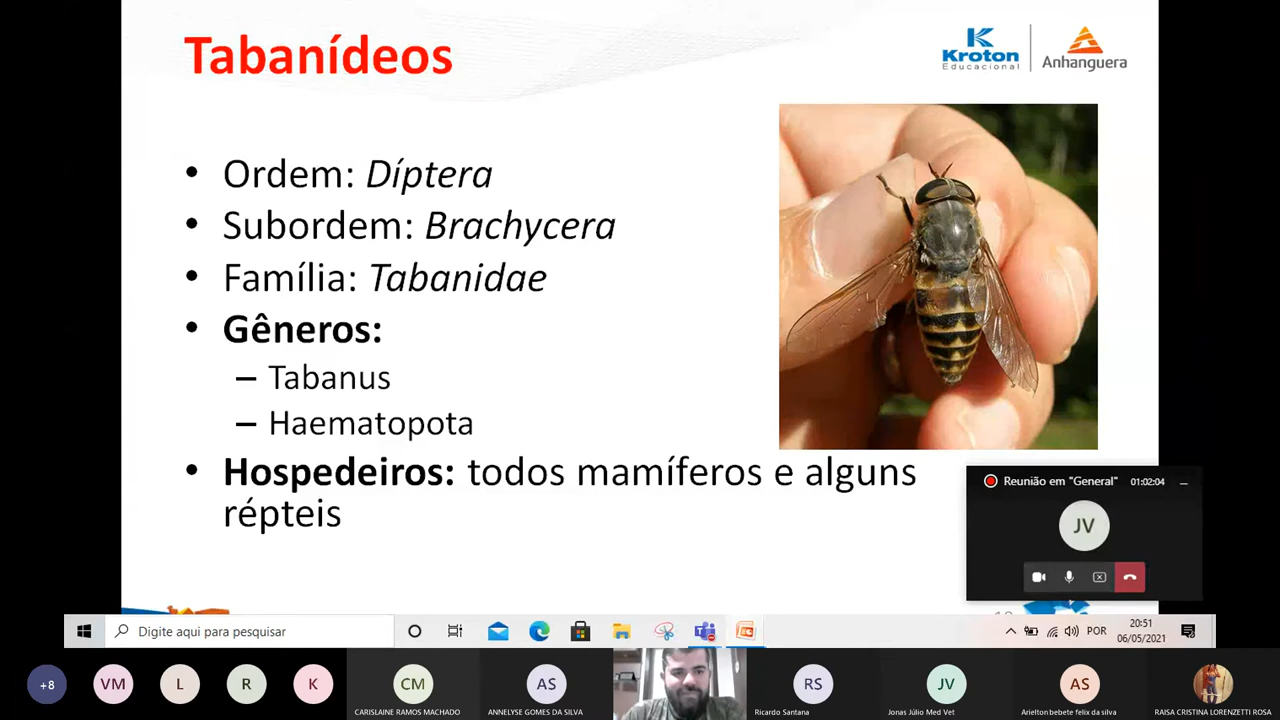 Tabanídeos
Kroton
Educacional
Anhanguera
• Ordem: Díptera
• Subordem: Brachycera
• Família: Tabanidae
• Gêneros:
– Tabanus
– Haematopota
• Hospedeiros: todos mamíferos e alguns
répteis
Reunião em "General" 01:02:04
JV
Digite aqui para pesquisar
POR
20:51
06/05/2021
+8
VM
L
R
K
CM
CARISLAINE RAMOS MACHADO
AS
ANNELYSE GOMES DA SILVA
RS
Ricardo Santana
JV
Jonas Júlio Med Vet
AS
Arielton bebete felix da silva
RAISA CRISTINA LORENZETTI ROSA